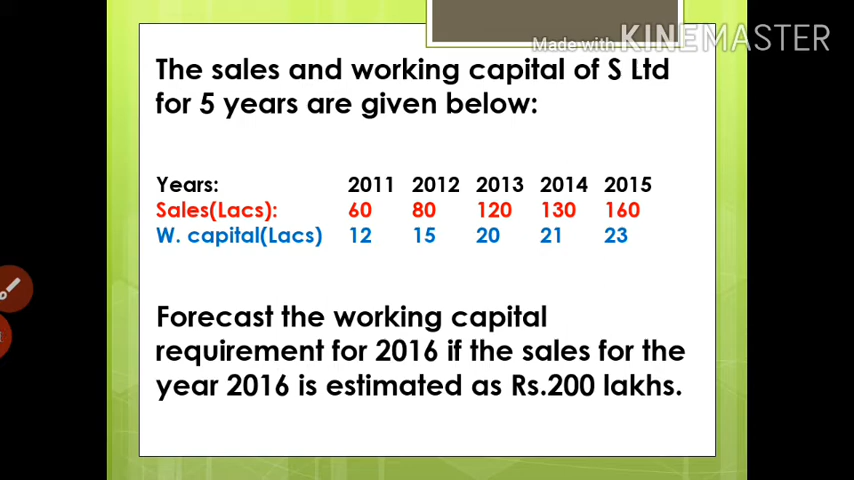 Made with KINEMASTER
The sales and working capital of S Ltd
for 5 years are given below:
Years: 2011 2012 2013 2014 2015
Sales(Lacs): 60 80 120 130 160
W. capital(Lacs) 12 15 20 21 23
Forecast the working capital
requirement for 2016 if the sales for the
year 2016 is estimated as Rs.200 lakhs.